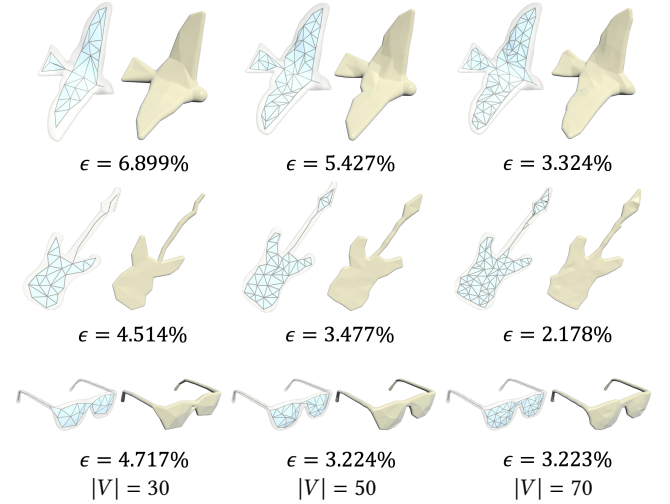 ϵ = 6.899% ϵ = 5.427% ϵ = 3.324%
ϵ = 4.514% ϵ = 3.477% ϵ = 2.178%
ϵ = 4.717% ϵ = 3.224% ϵ = 3.223%
|V| = 30 |V| = 50 |V| = 70